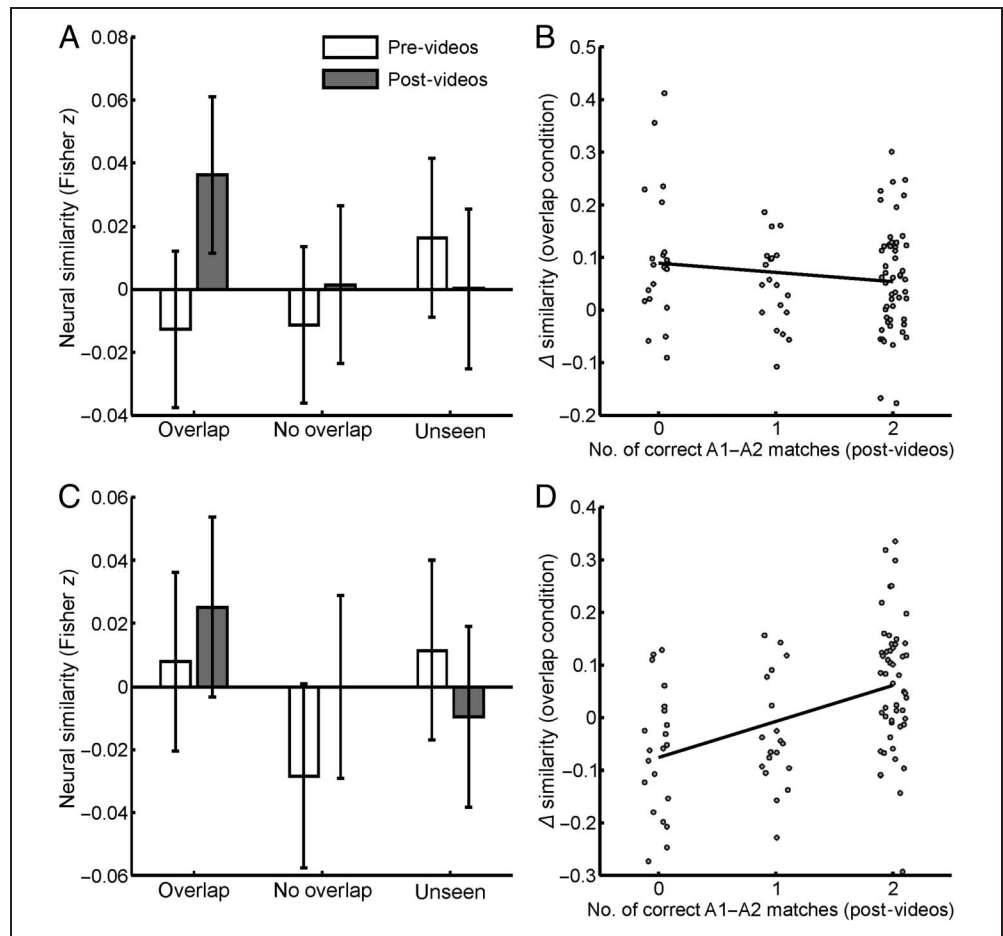 A
0.08
0.06
0.04
0.02
0
−0.02
−0.04
Neural similarity (Fisher z)
Pre-videos
Post-videos
Overlap
No overlap
Unseen
B
0.5
0.4
0.3
0.2
0.1
0
−0.1
−0.2
Δ similarity (overlap condition)
0
1
2
No. of correct A1–A2 matches (post-videos)
C
0.06
0.04
0.02
0
−0.02
−0.04
−0.06
Neural similarity (Fisher z)
Overlap
No overlap
Unseen
D
0.4
0.3
0.2
0.1
0
−0.1
−0.2
−0.3
Δ similarity (overlap condition)
0
1
2
No. of correct A1–A2 matches (post-videos)